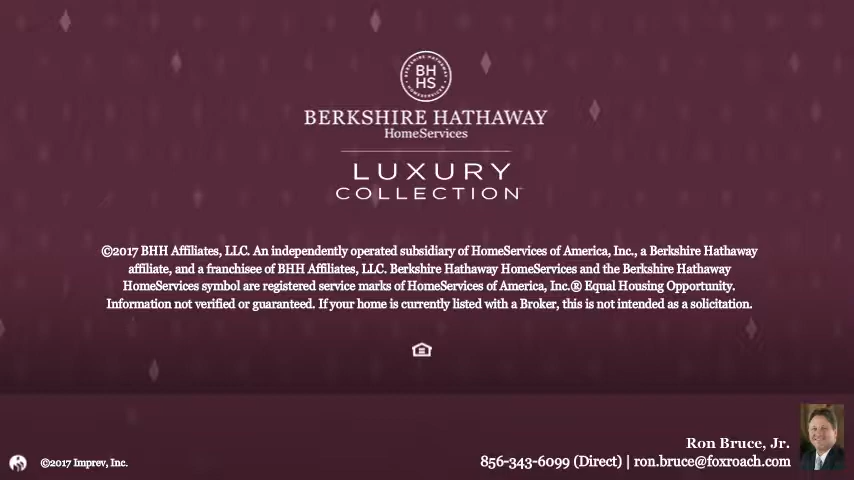 BH
HS
BERKSHIRE HATHAWAY
HomeServices
LUXURY
COLLECTION
©2017 BHH Affiliates, LLC. An independently operated subsidiary of HomeServices of America, Inc., a Berkshire Hathaway
affiliate, and a franchisee of BHH Affiliates, LLC. Berkshire Hathaway HomeServices and the Berkshire Hathaway
HomeServices symbol are registered service marks of HomeServices of America, Inc.® Equal Housing Opportunity.
Information not verified or guaranteed. If your home is currently listed with a Broker, this is not intended as a solicitation.
Ron Bruce, Jr.
856-343-6099 (Direct) | ron.bruce@foxroach.com
©2017 Imprev, Inc.